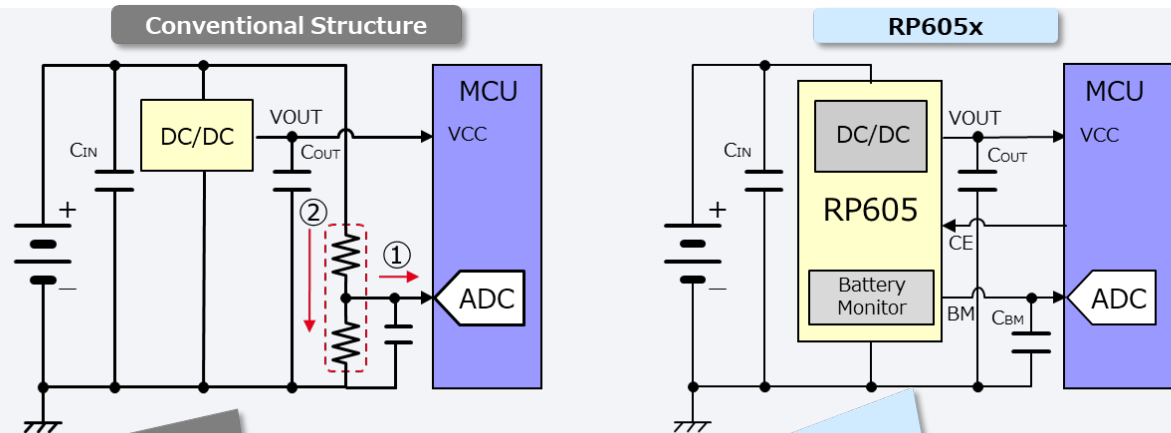 Conventional Structure
MCU
DC/DC
VOUT
VCC
CIN
COUT
+
②
①
ADC
—
RP605x
MCU
DC/DC
VOUT
VCC
CIN
COUT
+
RP605
CE
Battery
Monitor
BM
CBM
ADC
—